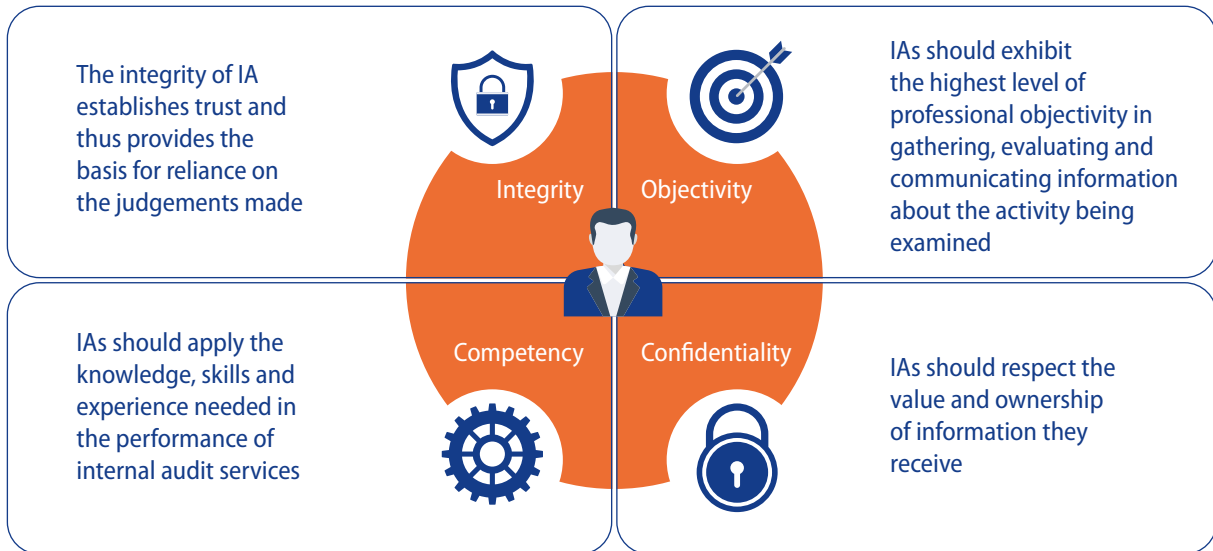 The integrity of IA
establishes trust and
thus provides the
basis for reliance on
the judgements made
Integrity
Objectivity
IAs should exhibit
the highest level of
professional objectivity in
gathering, evaluating and
communicating information
about the activity being
examined
IAs should apply the
knowledge, skills and
experience needed in
the performance of
internal audit services
Competency
Confidentiality
IAs should respect the
value and ownership
of information they
receive